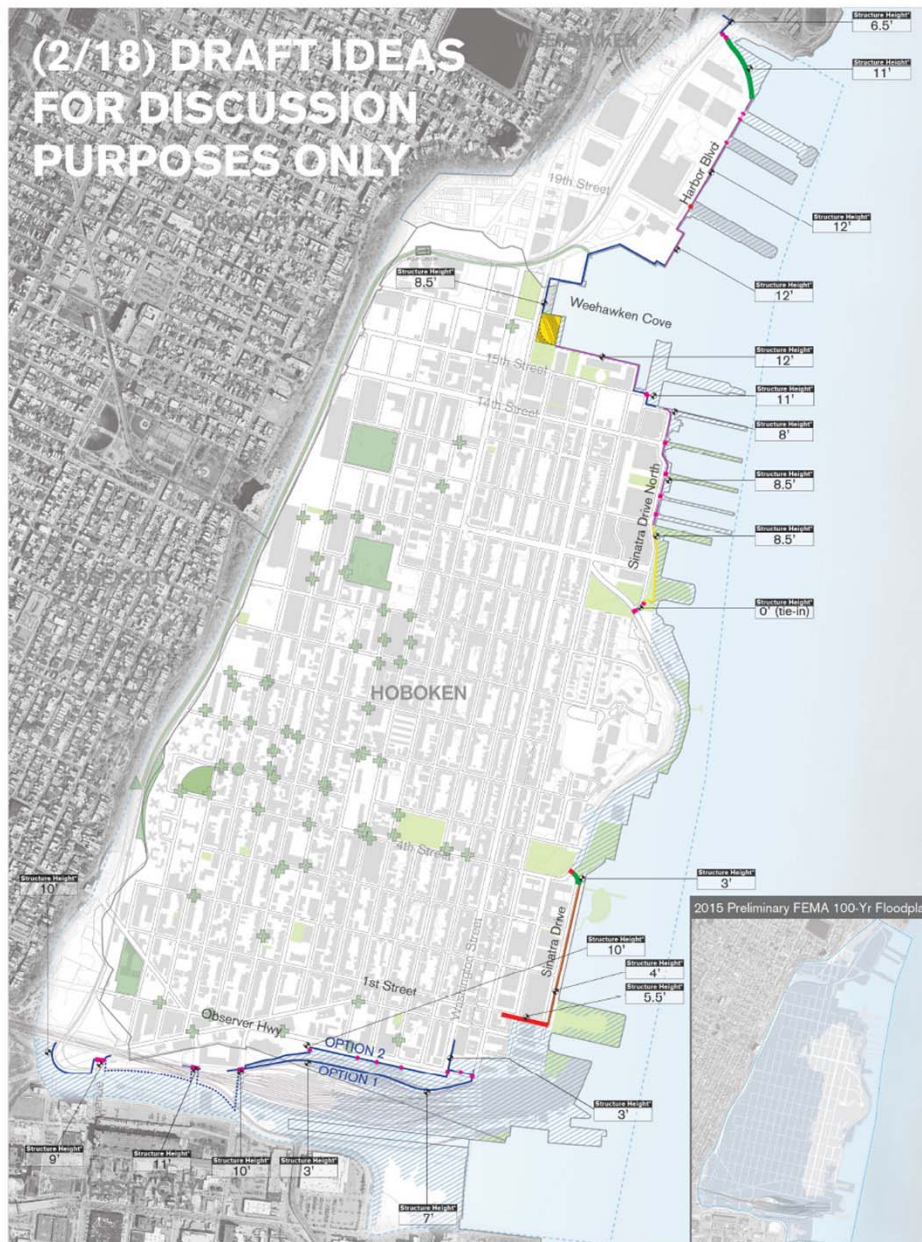 (2/18) DRAFT IDEAS
FOR DISCUSSION
PURPOSES ONLY
Structure Height*
6.5'
Structure Height*
11'
19th Street
Harbor Blvd
Structure Height*
12'
Structure Height*
8.5'
Weehawken Cove
Structure Height*
12'
Structure Height*
12'
15th Street
Structure Height*
11'
14th Street
Structure Height*
8'
Sinatra Drive North
Structure Height*
8.5'
Structure Height*
8.5'
Structure Height*
0' (tie-in)
HOBOKEN
4th Street
Structure Height*
10'
Structure Height*
3'
2015 Preliminary FEMA 100-Yr Floodpla
Washington Street
Sinatra Drive
Structure Height*
10'
1st Street
Structure Height*
4'
Structure Height*
5.5'
Observer Hwy
OPTION 2
OPTION 1
Structure Height*
3'
Structure Height*
9'
Structure Height*
11'
Structure Height*
10'
Structure Height*
3'
Structure Height*
7'